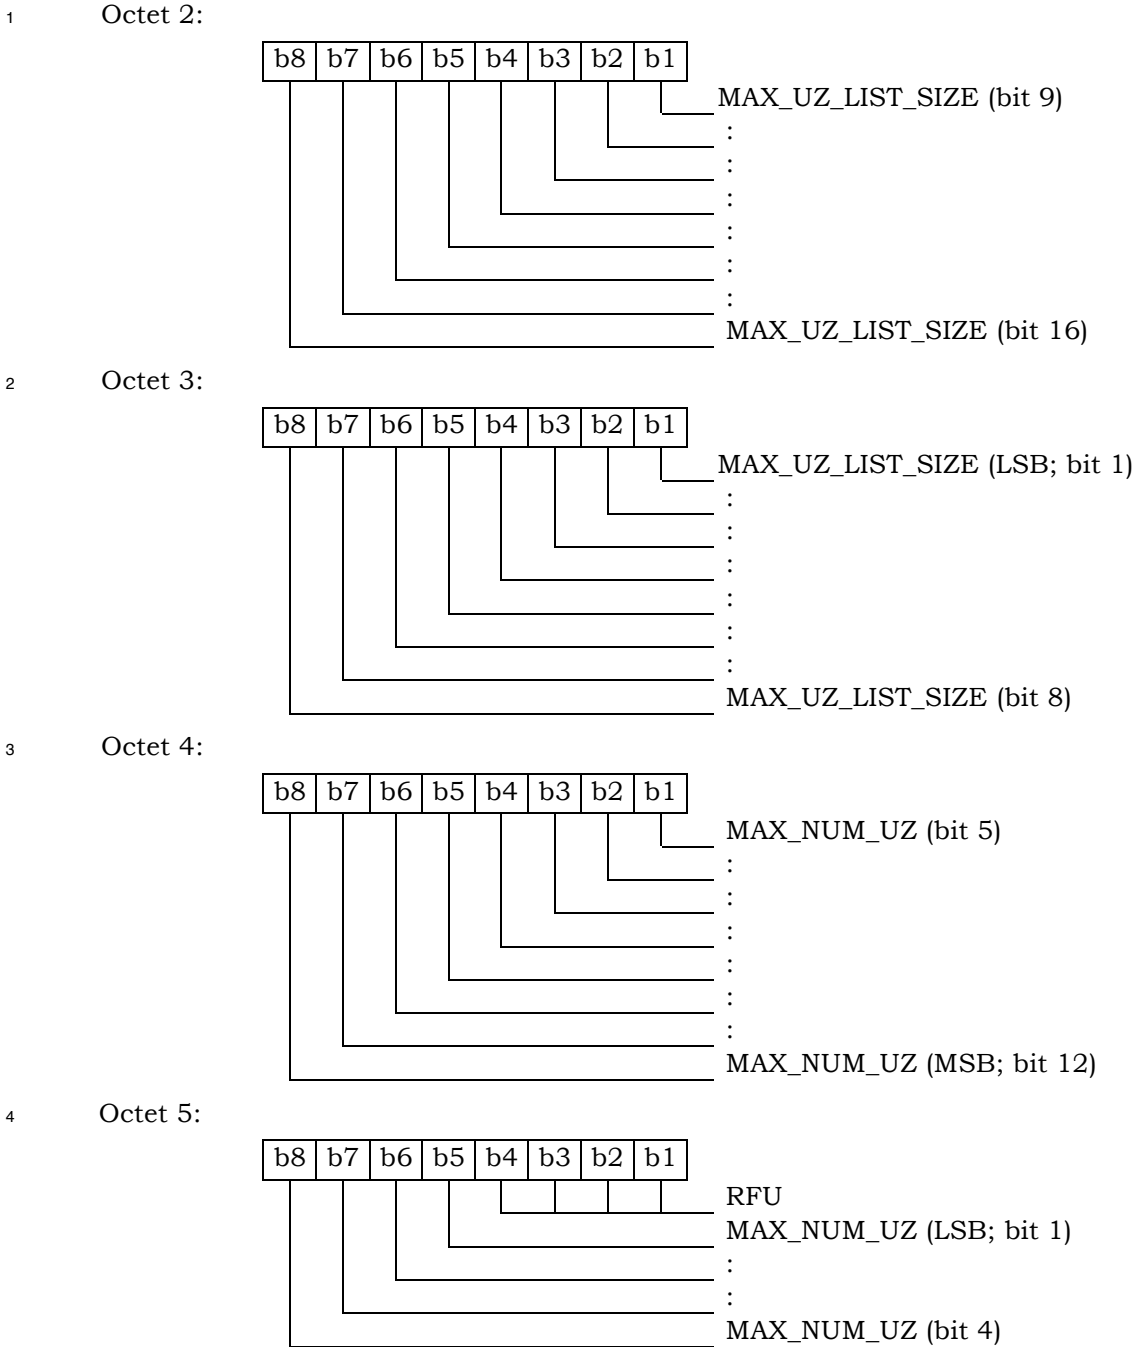 1 Octet 2:
b8 b7 b6 b5 b4 b3 b2 b1
MAX_UZ_LIST_SIZE (bit 9)
:
:
:
:
:
:
MAX_UZ_LIST_SIZE (bit 16)
2 Octet 3:
b8 b7 b6 b5 b4 b3 b2 b1
MAX_UZ_LIST_SIZE (LSB; bit 1)
:
:
:
:
:
:
MAX_UZ_LIST_SIZE (bit 8)
3 Octet 4:
b8 b7 b6 b5 b4 b3 b2 b1
MAX_NUM_UZ (bit 5)
:
:
:
:
:
:
MAX_NUM_UZ (MSB; bit 12)
4 Octet 5:
b8 b7 b6 b5 b4 b3 b2 b1
RFU
MAX_NUM_UZ (LSB; bit 1)
:
:
MAX_NUM_UZ (bit 4)